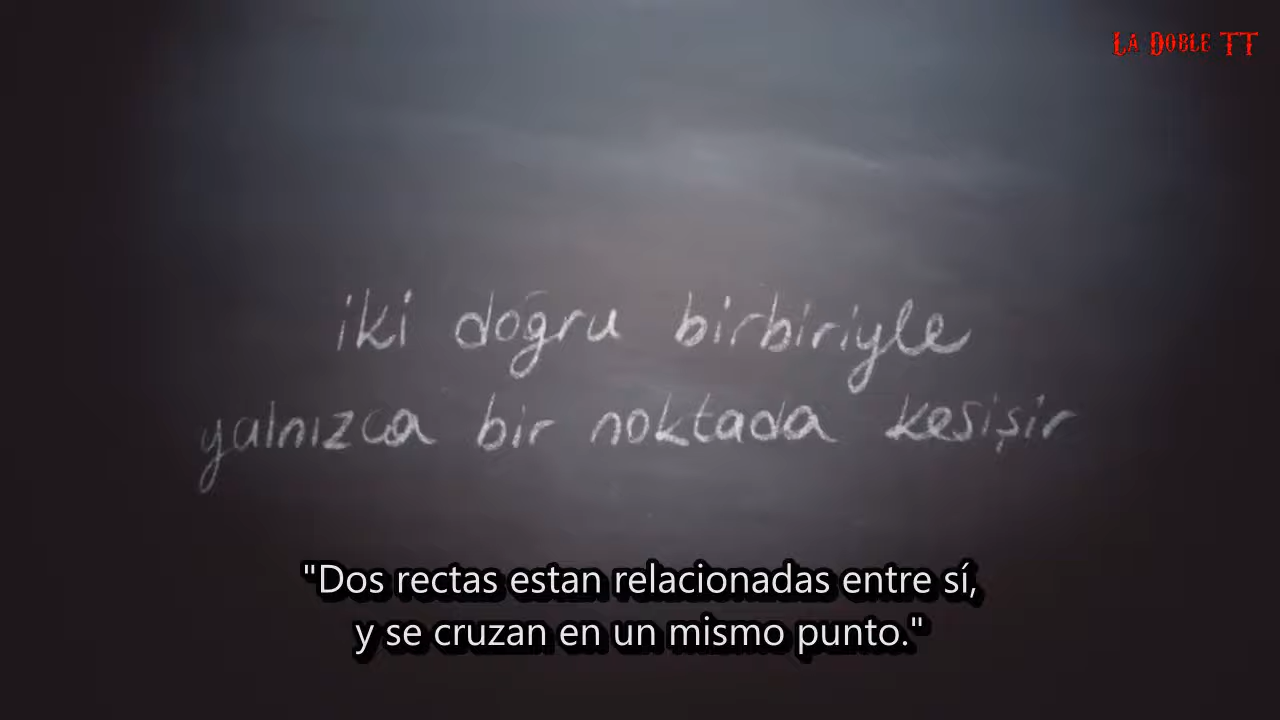 LA DOBLE TT
iki doğru birbiriyle
yalnızca bir noktada kesişir
"Dos rectas estan relacionadas entre sí,
y se cruzan en un mismo punto."